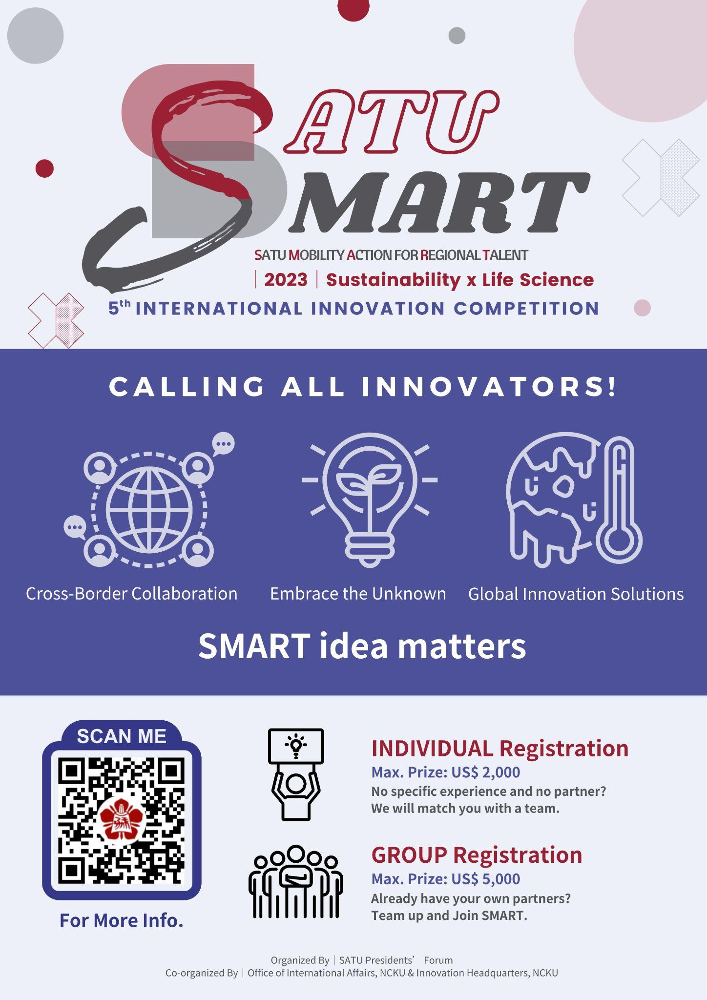 SATU
SMART
SATU MOBILITY ACTION FOR REGIONAL TALENT
| 2023 | Sustainability x Life Science
5th INTERNATIONAL INNOVATION COMPETITION
CALLING ALL INNOVATORS!
Cross-Border Collaboration
Embrace the Unknown
Global Innovation Solutions
SMART idea matters
SCAN ME
For More Info.
INDIVIDUAL Registration
Max. Prize: US$ 2,000
No specific experience and no partner?
We will match you with a team.
GROUP Registration
Max. Prize: US$ 5,000
Already have your own partners?
Team up and Join SMART.
Organized By | SATU Presidents’ Forum
Co-organized By | Office of International Affairs, NCKU & Innovation Headquarters, NCKU